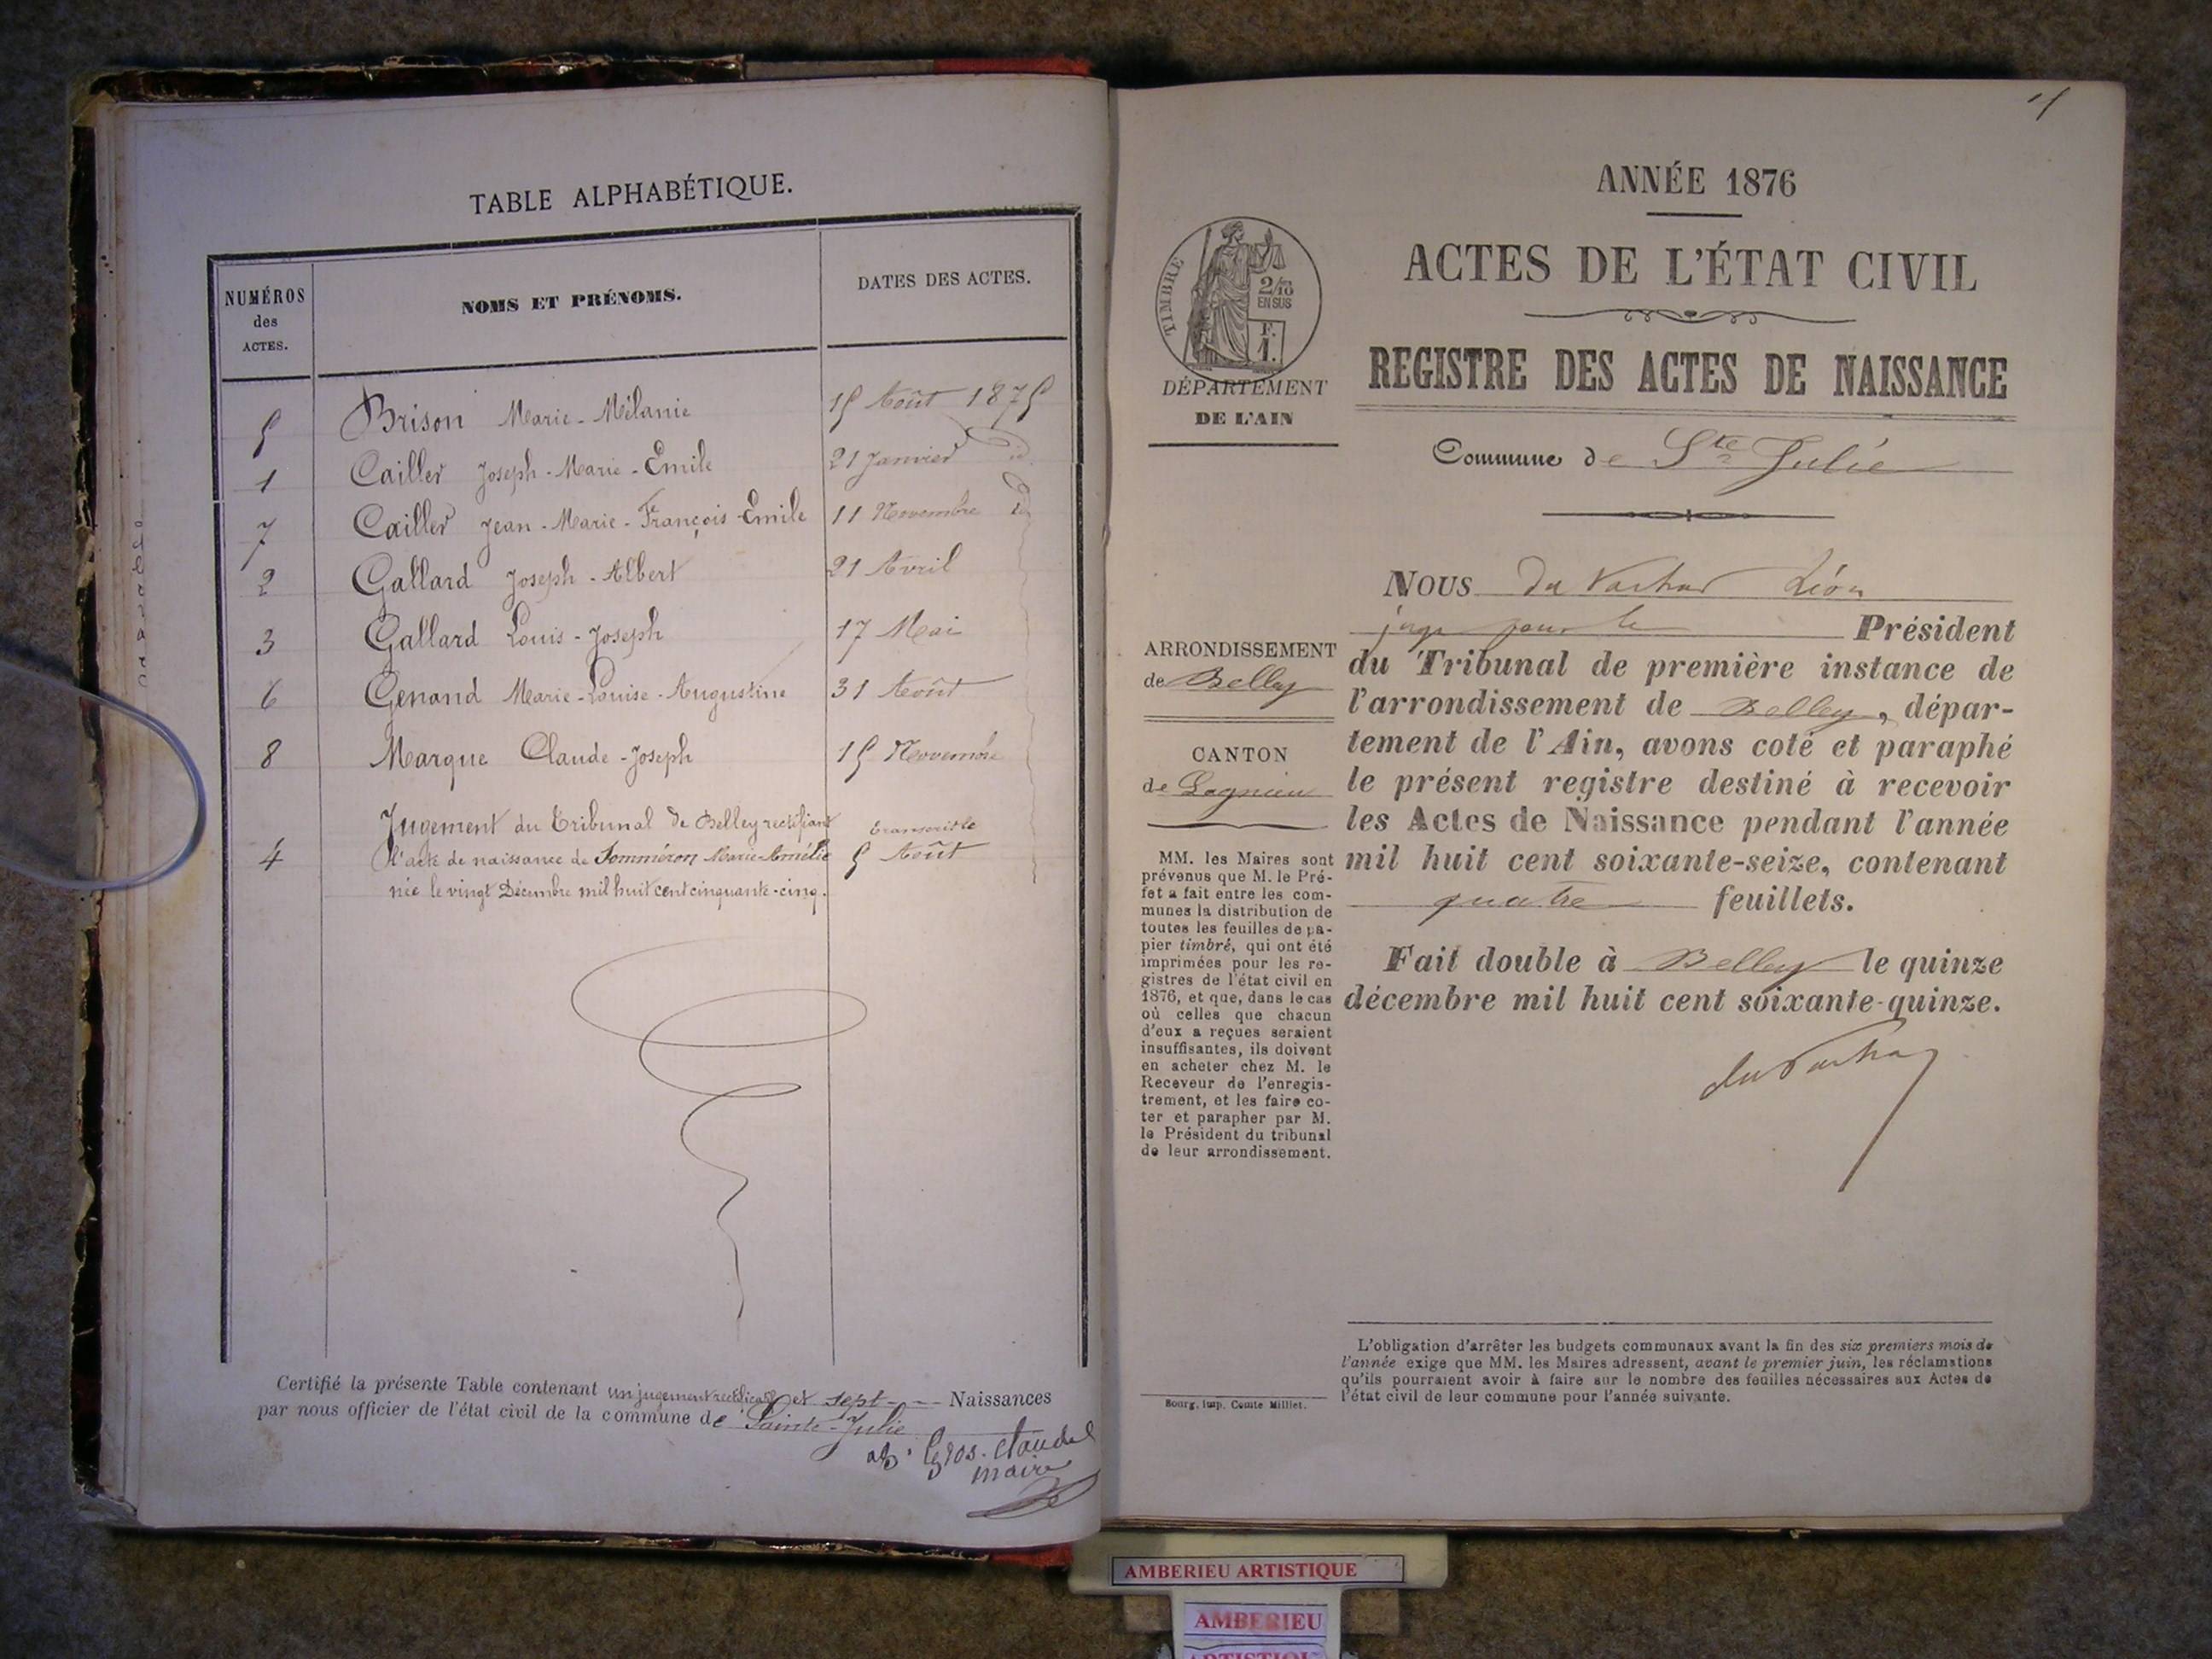 TABLE ALPHABÉTIQUE.
NUMÉROS des ACTES.
NOMS ET PRÉNOMS.
DATES DES ACTES.
5 Brison Marie-Mélanie 15 Août 1875
1 Cailler Joseph-Marie-Emile 21 Janvier
7 Cailler Jean-Marie-François-Emile 11 Novembre
2 Gallard Joseph-Albert 21 Avril
3 Gallard Louis-Joseph 17 Mai
6 Genand Marie-Louise-Augustine 31 Août
8 Marque Claude-Joseph 15 Novembre
Jugement du Tribunal de Belley rectifiant transcrit le
4 l'acte de naissance de Somméron Marie-Amélie 5 Août
née le vingt Décembre mil huit cent cinquante-cinq.
Certifié la présente Table contenant un jugement et sept Naissances
par nous officier de l'état civil de la commune de Sainte-Julie
Gros-Claude
maire
ANNÉE 1876
ACTES DE L'ÉTAT CIVIL
REGISTRE DES ACTES DE NAISSANCE
TIMBRE
2/10
EN SUS
F.
1.
DÉPARTEMENT
DE L'AIN
Commune de Ste Julie
ARRONDISSEMENT
de Belley
CANTON
de Lagnieu
MM. les Maires sont
prévenus que M. le Pré-
fet a fait entre les com-
munes la distribution de
toutes les feuilles de pa-
pier timbré, qui ont été
imprimées pour les re-
gistres de l'état civil en
1876, et que, dans le cas
où celles que chacun
d'eux a reçues seraient
insuffisantes, ils doivent
en acheter chez M. le
Receveur de l'enregis-
trement, et les faire co-
ter et parapher par M.
le Président du tribunal
de leur arrondissement.
Bourg, imp. Comte Milliet.
NOUS du Léon
juge pour le Président
du Tribunal de première instance de
l'arrondissement de Belley, dépar-
tement de l'Ain, avons coté et paraphé
le présent registre destiné à recevoir
les Actes de Naissance pendant l'année
mil huit cent soixante-seize, contenant
quatre feuillets.
Fait double à Belley le quinze
décembre mil huit cent soixante-quinze.
L'obligation d'arrêter les budgets communaux avant la fin des six premiers mois de
l'année exige que MM. les Maires adressent, avant le premier juin, les réclamations
qu'ils pourraient avoir à faire sur le nombre des feuilles nécessaires aux Actes de
l'état civil de leur commune pour l'année suivante.
AMBERIEU ARTISTIQUE
AMBERIEU
ARTISTIQUE